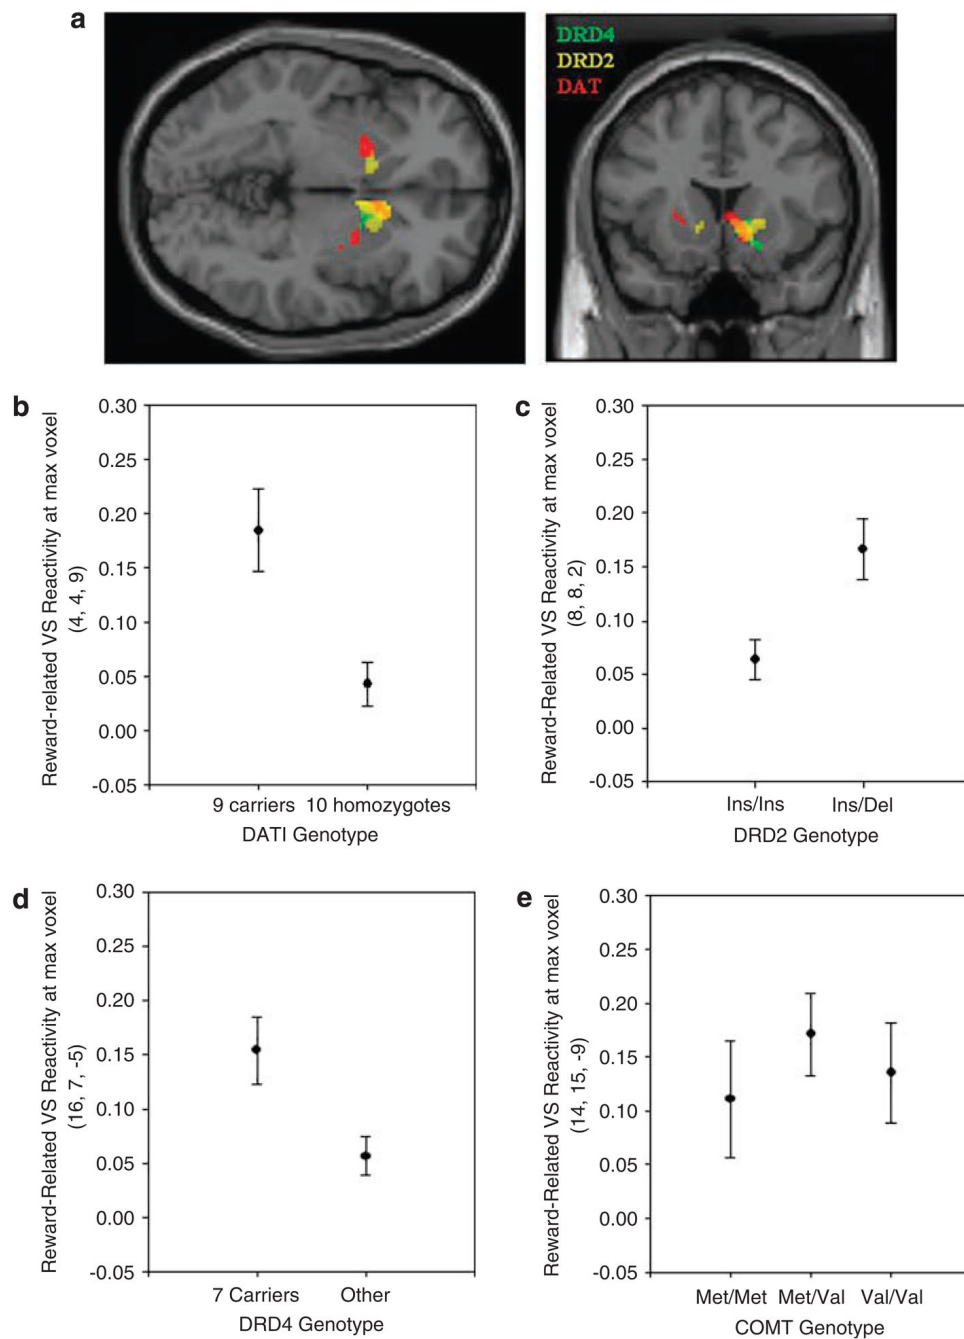 a
DRD4
DRD2
DAT
b
Reward-related VS Reactivity at max voxel
(4, 4, 9)
0.30
0.25
0.20
0.15
0.10
0.05
0.00
-0.05
9 carriers 10 homozygotes
DATI Genotype
c
Reward-Related VS Reactivity at max voxel
(8, 8, 2)
0.30
0.25
0.20
0.15
0.10
0.05
0.00
-0.05
Ins/Ins Ins/Del
DRD2 Genotype
d
Reward-Related VS Reactivity at max voxel
(16, 7, -5)
0.30
0.25
0.20
0.15
0.10
0.05
0.00
-0.05
7 Carriers Other
DRD4 Genotype
e
Reward-Related VS Reactivity at max voxel
(14, 15, -9)
0.30
0.25
0.20
0.15
0.10
0.05
0.00
-0.05
Met/Met Met/Val Val/Val
COMT Genotype